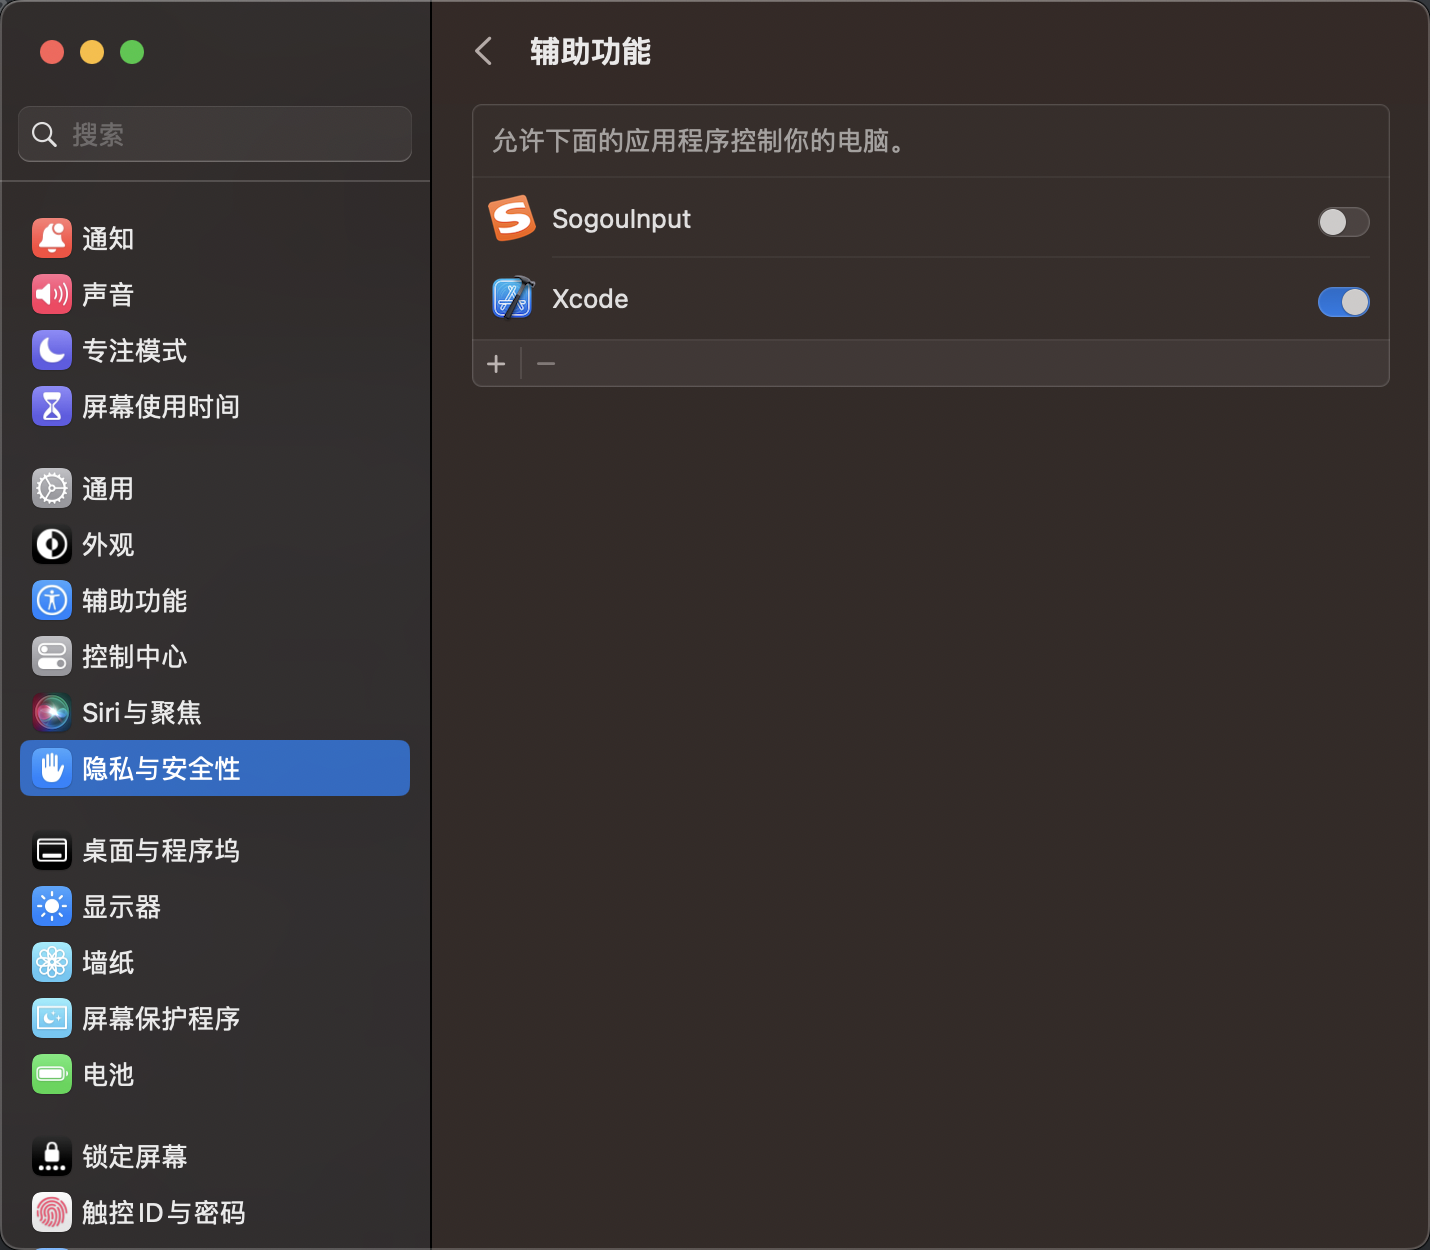 搜索
通知
声音
专注模式
屏幕使用时间
通用
外观
辅助功能
控制中心
Siri与聚焦
隐私与安全性
桌面与程序坞
显示器
墙纸
屏幕保护程序
电池
锁定屏幕
触控ID与密码
辅助功能
允许下面的应用程序控制你的电脑。
SogouInput
Xcode